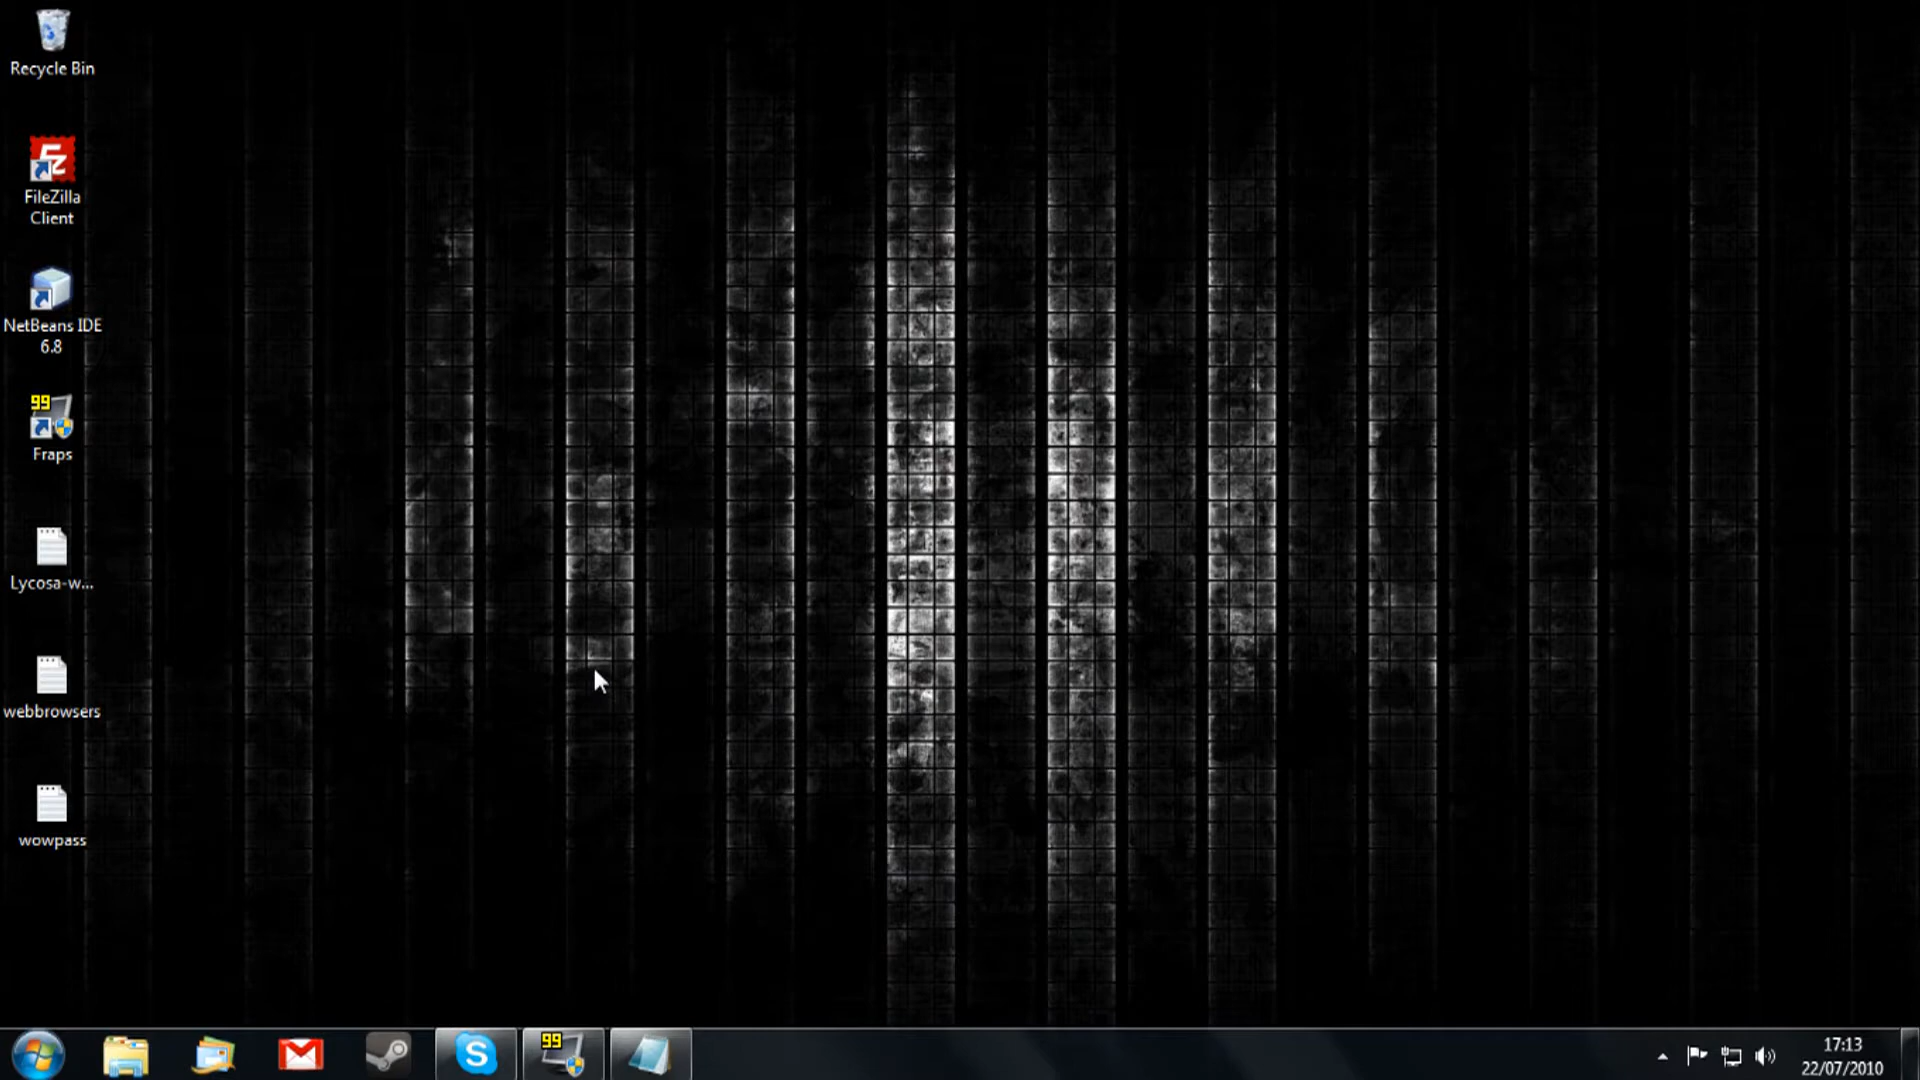 Recycle Bin
FileZilla
Client
NetBeans IDE
6.8
99
Fraps
Lycosa-w...
webbrowsers
wowpass
99
17:13
22/07/2010